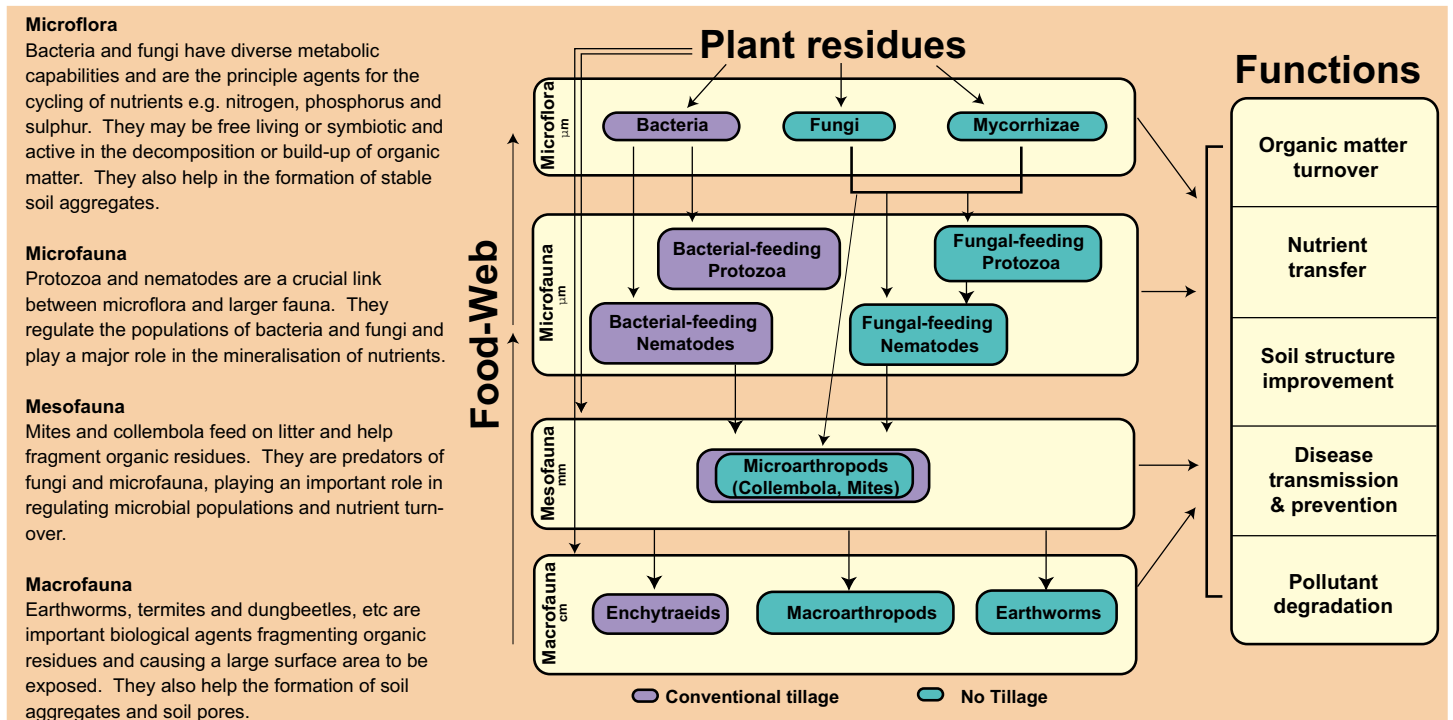 Microflora
Bacteria and fungi have diverse metabolic
capabilities and are the principle agents for the
cycling of nutrients e.g. nitrogen, phosphorus and
sulphur. They may be free living or symbiotic and
active in the decomposition or build-up of organic
matter. They also help in the formation of stable
soil aggregates.
Microfauna
Protozoa and nematodes are a crucial link
between microflora and larger fauna. They
regulate the populations of bacteria and fungi and
play a major role in the mineralisation of nutrients.
Mesofauna
Mites and collembola feed on litter and help
fragment organic residues. They are predators of
fungi and microfauna, playing an important role in
regulating microbial populations and nutrient turn-
over.
Macrofauna
Earthworms, termites and dungbeetles, etc are
important biological agents fragmenting organic
residues and causing a large surface area to be
exposed. They also help the formation of soil
aggregates and soil pores.
Food-Web
Plant residues
Microflora
μm
Bacteria
Fungi
Mycorrhizae
Microfauna
μm
Bacterial-feeding
Protozoa
Fungal-feeding
Protozoa
Bacterial-feeding
Nematodes
Fungal-feeding
Nematodes
Mesofauna
mm
Microarthropods
(Collembola, Mites)
Macrofauna
cm
Enchytraeids
Macroarthropods
Earthworms
Conventional tillage
No Tillage
Functions
Organic matter
turnover
Nutrient
transfer
Soil structure
improvement
Disease
transmission
& prevention
Pollutant
degradation